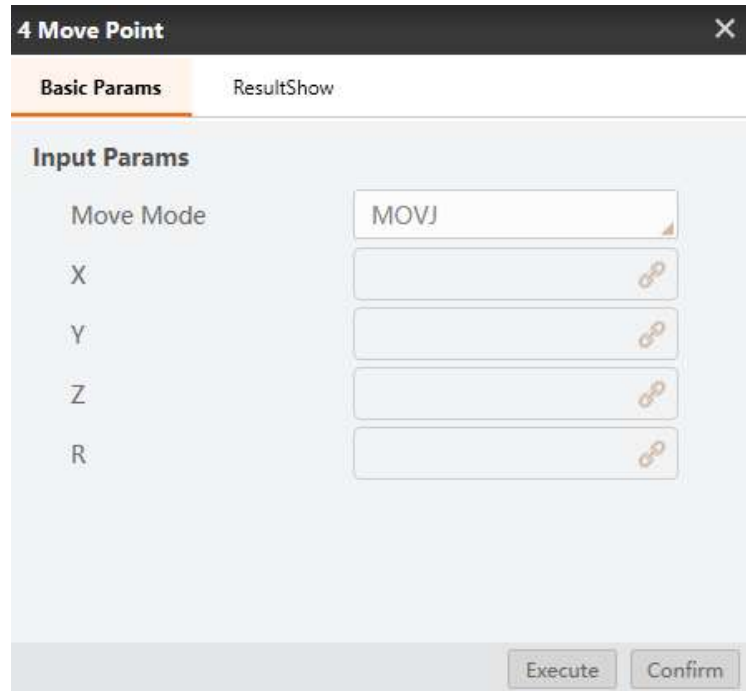 4 Move Point
Basic Params ResultShow
Input Params
Move Mode MOVJ
X
Y
Z
R
Execute Confirm